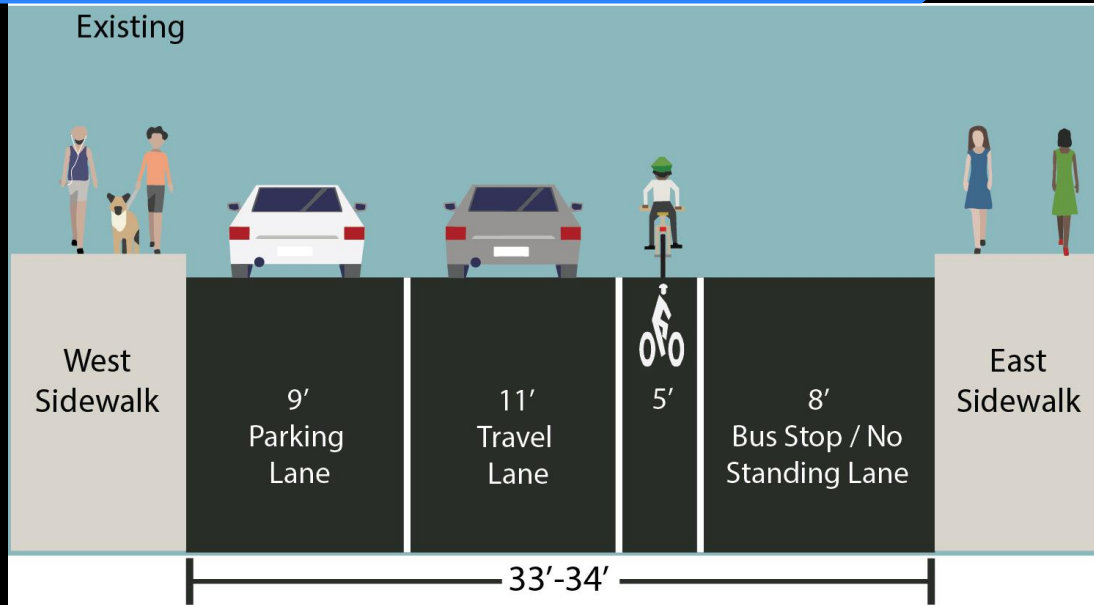 Existing
West
Sidewalk
9′
Parking
Lane
11′
Travel
Lane
5′
8′
Bus Stop / No
Standing Lane
East
Sidewalk
33′-34′